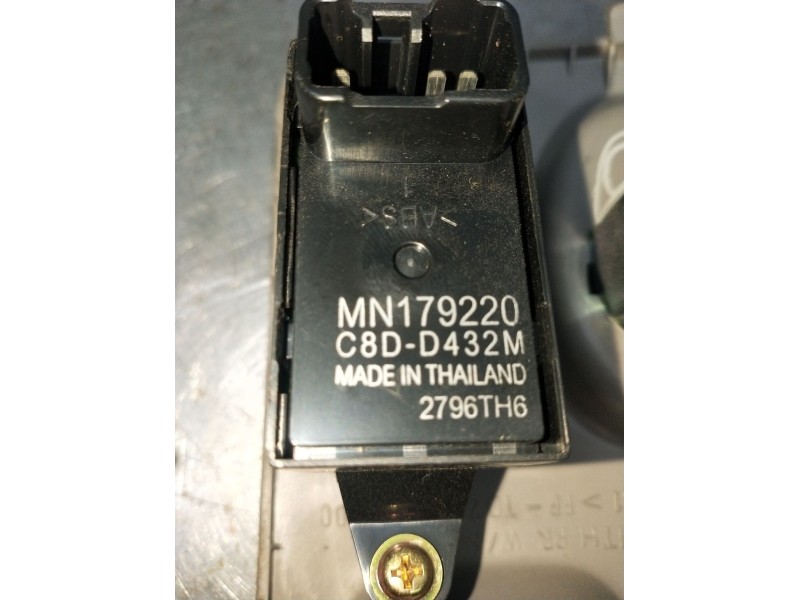 >ABS<
MN179220
C8D-D432M
MADE IN THAILAND
2796TH6